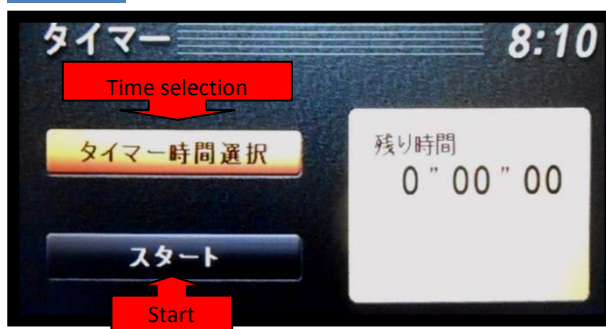 タイマー 8:10
Time selection
タイマー時間選択
残り時間
0 " 00 " 00
スタート
Start